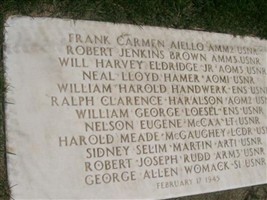 FRANK CARMEN AIELLO AMM2 USNR
ROBERT JENKINS BROWN AMM3 USNR
WILL HARVEY ELDRIDGE JR AOM3 USNR
NEAL LLOYD HAMER AOM1 USNR
WILLIAM HAROLD HANDWERK ENS USNR
RALPH CLARENCE HARALSON AOM2 USN
WILLIAM GEORGE LOESEL ENS USNR
NELSON EUGENE MCCAA LT USNR
HAROLD MEADE MCGAUGHEY LCDR USN
SIDNEY SELIM MARTIN ART1 USNR
ROBERT JOSEPH RUDD ARM3 USNR
GEORGE ALLEN WOMACK S1 USNR
FEBRUARY 17 1945